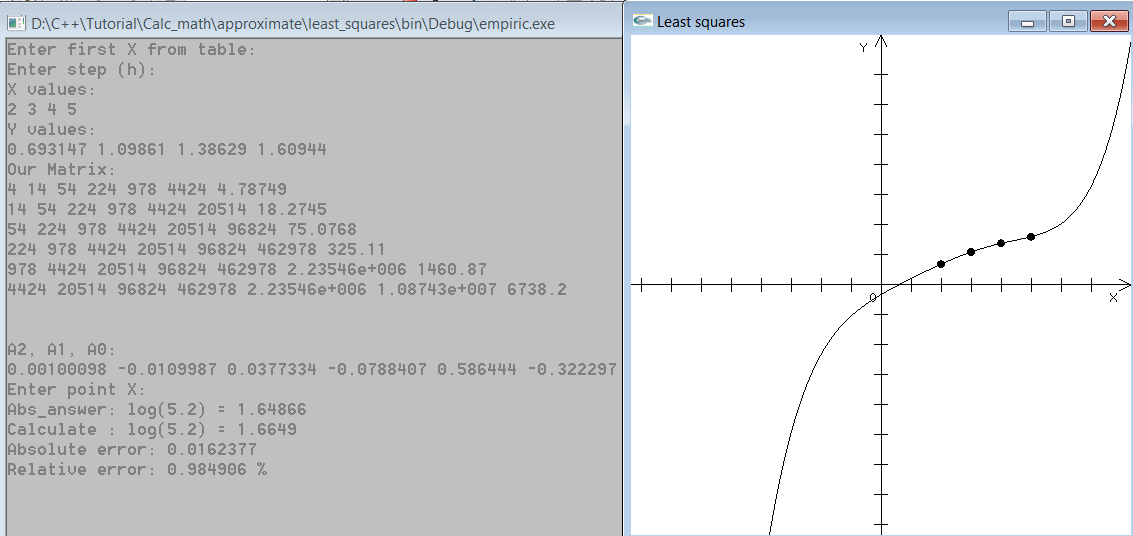 D:\C++\Tutorial\Calc_math\approximate\least_squares\bin\Debug\empiric.exe
Enter first X from table:
Enter step (h):
X values:
2 3 4 5
Y values:
0.693147 1.09861 1.38629 1.60944
Our Matrix:
4 14 54 224 978 4424 4.78749
14 54 224 978 4424 20514 18.2745
54 224 978 4424 20514 96824 75.0768
224 978 4424 20514 96824 462978 325.11
978 4424 20514 96824 462978 2.23546e+006 1460.87
4424 20514 96824 462978 2.23546e+006 1.08743e+007 6738.2
A2, A1, A0:
0.00100098 -0.0109987 0.0377334 -0.0788407 0.586444 -0.322297
Enter point X:
Abs_answer: log(5.2) = 1.64866
Calculate : log(5.2) = 1.6649
Absolute error: 0.0162377
Relative error: 0.984906 %
Least squares
Y
0
X